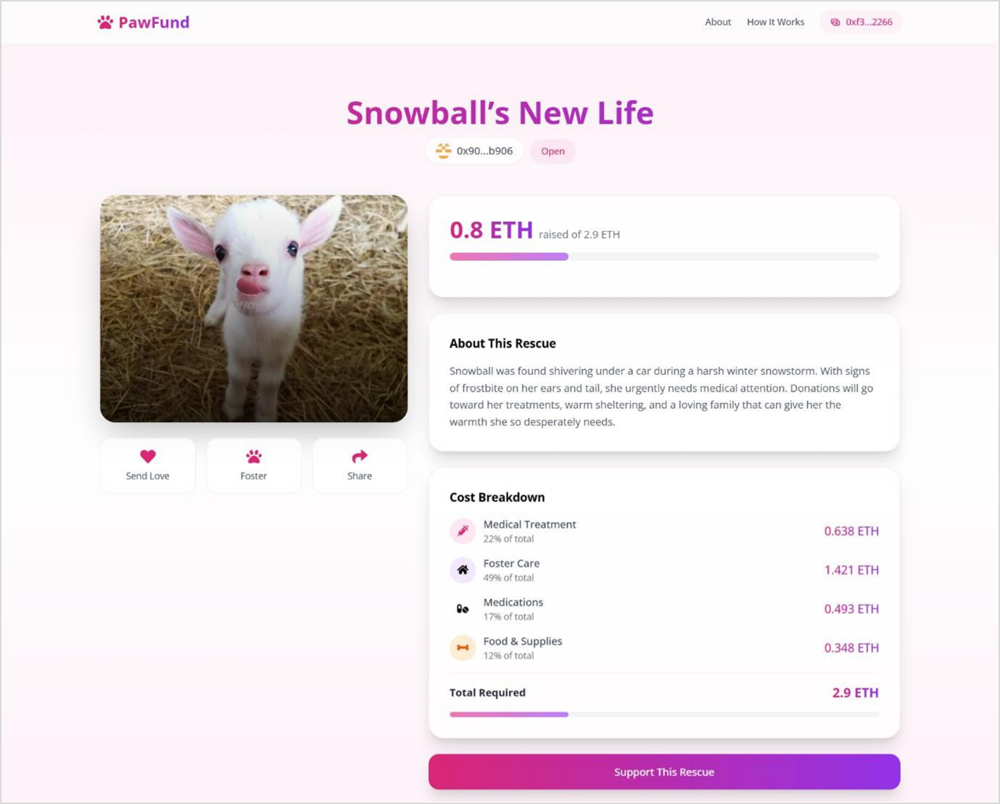 PawFund
About
How It Works
0xf3...2266
Snowball’s New Life
0x90...b906
Open
0.8 ETH raised of 2.9 ETH
About This Rescue
Snowball was found shivering under a car during a harsh winter snowstorm. With signs
of frostbite on her ears and tail, she urgently needs medical attention. Donations will go
toward her treatments, warm sheltering, and a loving family that can give her the
warmth she so desperately needs.
Send Love
Foster
Share
Cost Breakdown
Medical Treatment
22% of total
0.638 ETH
Foster Care
49% of total
1.421 ETH
Medications
17% of total
0.493 ETH
Food & Supplies
12% of total
0.348 ETH
Total Required
2.9 ETH
Support This Rescue